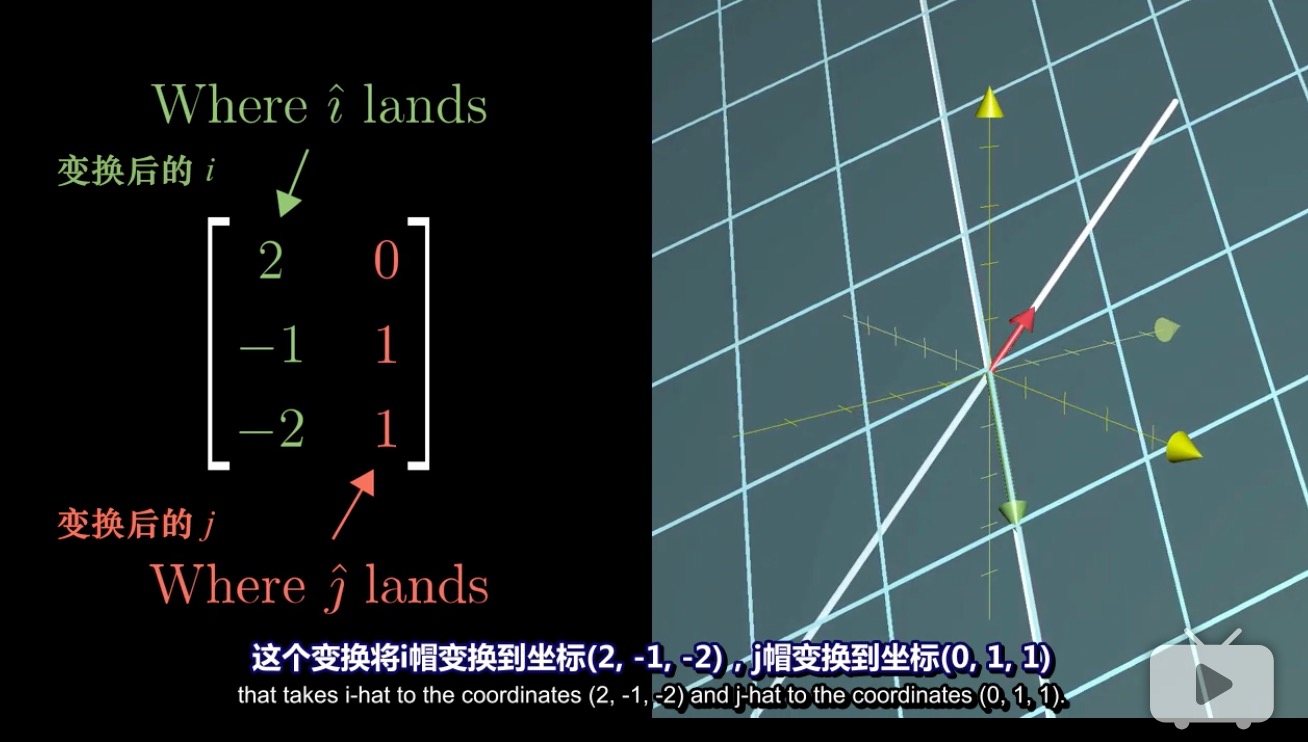 Where î lands
变换后的 i
2 0
−1 1
−2 1
变换后的 j
Where ĵ lands
这个变换将i帽变换到坐标(2, -1, -2)，j帽变换到坐标(0, 1, 1)
that takes i-hat to the coordinates (2, -1, -2) and j-hat to the coordinates (0, 1, 1).